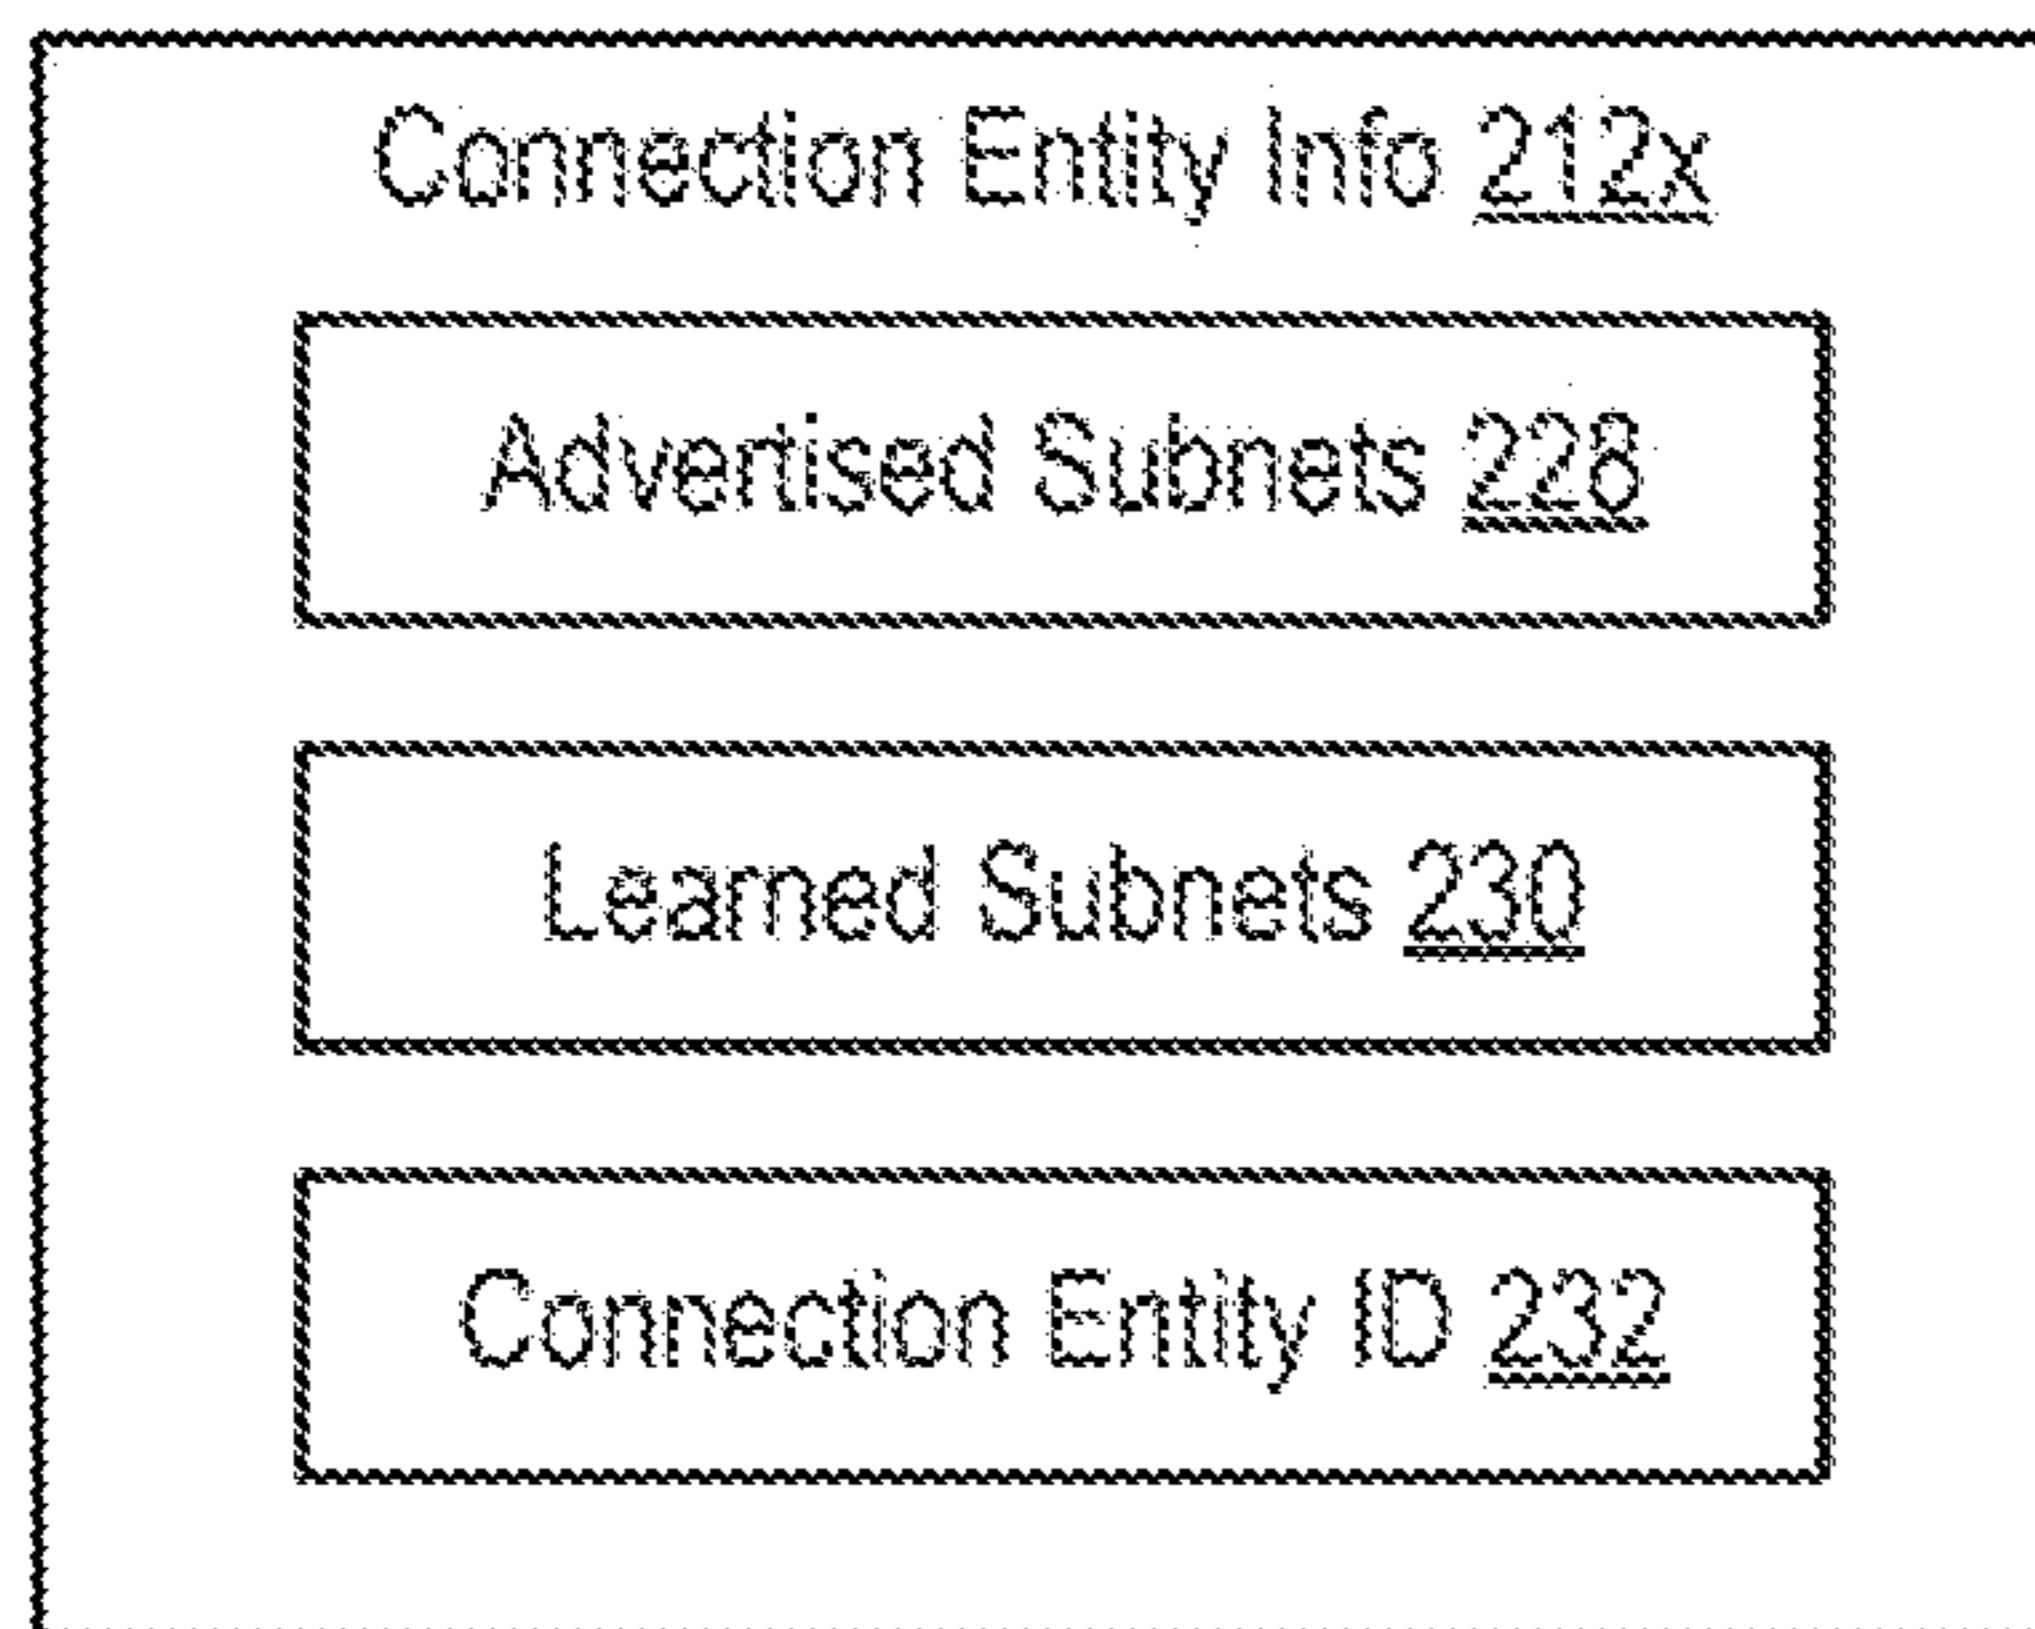 Connection Entity Info 212x
Advertised Subnets 228
Learned Subnets 230
Connection Entity ID 232